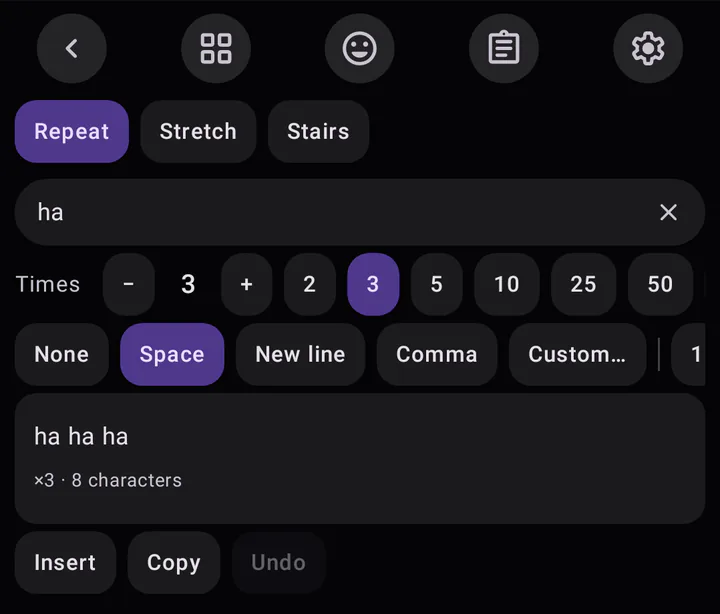 Repeat Stretch Stairs
ha
Times − 3 + 2 3 5 10 25 50
None Space New line Comma Custom… 1
ha ha ha
×3 · 8 characters
Insert Copy Undo